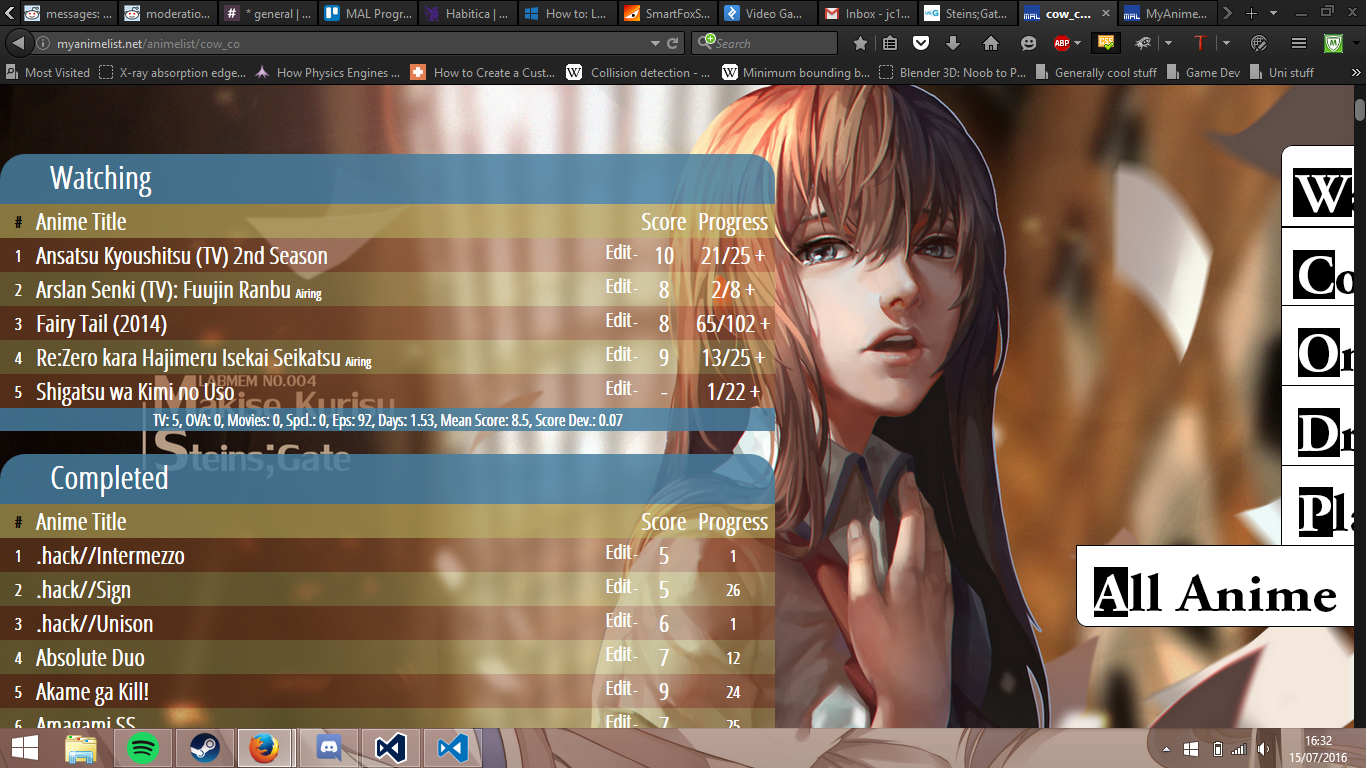 messages: ...
moderatio...
* general | ...
MAL Progr...
Habitica | ...
How to: L...
SmartFoxS...
Video Ga...
Inbox - jc1...
Steins;Gat...
cow_c...
MyAnime...
myanimelist.net/animelist/cow_co
Search
Most Visited
X-ray absorption edge...
How Physics Engines ...
How to Create a Cust...
Collision detection - ...
Minimum bounding b...
Blender 3D: Noob to P...
Generally cool stuff
Game Dev
Uni stuff
Watching
# Anime Title Score Progress
1 Ansatsu Kyoushitsu (TV) 2nd Season Edit - 10 21/25 +
2 Arslan Senki (TV): Fuujin Ranbu Airing Edit - 8 2/8 +
3 Fairy Tail (2014) Edit - 8 65/102 +
4 Re:Zero kara Hajimeru Isekai Seikatsu Airing Edit - 9 13/25 +
5 Shigatsu wa Kimi no Uso Edit - - 1/22 +
LABMEM NO.004
Makise Kurisu
Steins;Gate
TV: 5, OVA: 0, Movies: 0, Spcl.: 0, Eps: 92, Days: 1.53, Mean Score: 8.5, Score Dev.: 0.07
Completed
# Anime Title Score Progress
1 .hack//Intermezzo Edit - 5 1
2 .hack//Sign Edit - 5 26
3 .hack//Unison Edit - 6 1
4 Absolute Duo Edit - 7 12
5 Akame ga Kill! Edit - 9 24
6 Amagami SS Edit - 7 25
Wa
Co
On
Dr
Pla
All Anime
ABP
16:32
15/07/2016